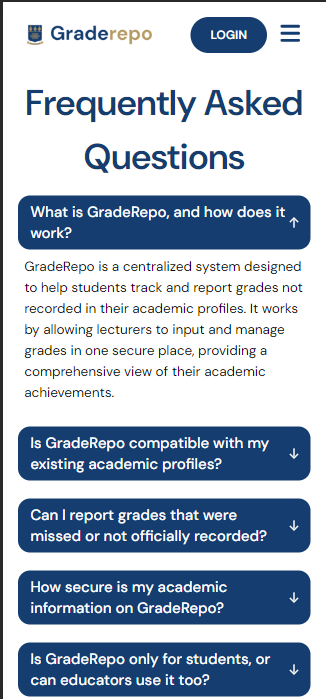 Graderepo
LOGIN
Frequently Asked
Questions
What is GradeRepo, and how does it
work?
GradeRepo is a centralized system designed
to help students track and report grades not
recorded in their academic profiles. It works
by allowing lecturers to input and manage
grades in one secure place, providing a
comprehensive view of their academic
achievements.
Is GradeRepo compatible with my
existing academic profiles?
Can I report grades that were
missed or not officially recorded?
How secure is my academic
information on GradeRepo?
Is GradeRepo only for students, or
can educators use it too?